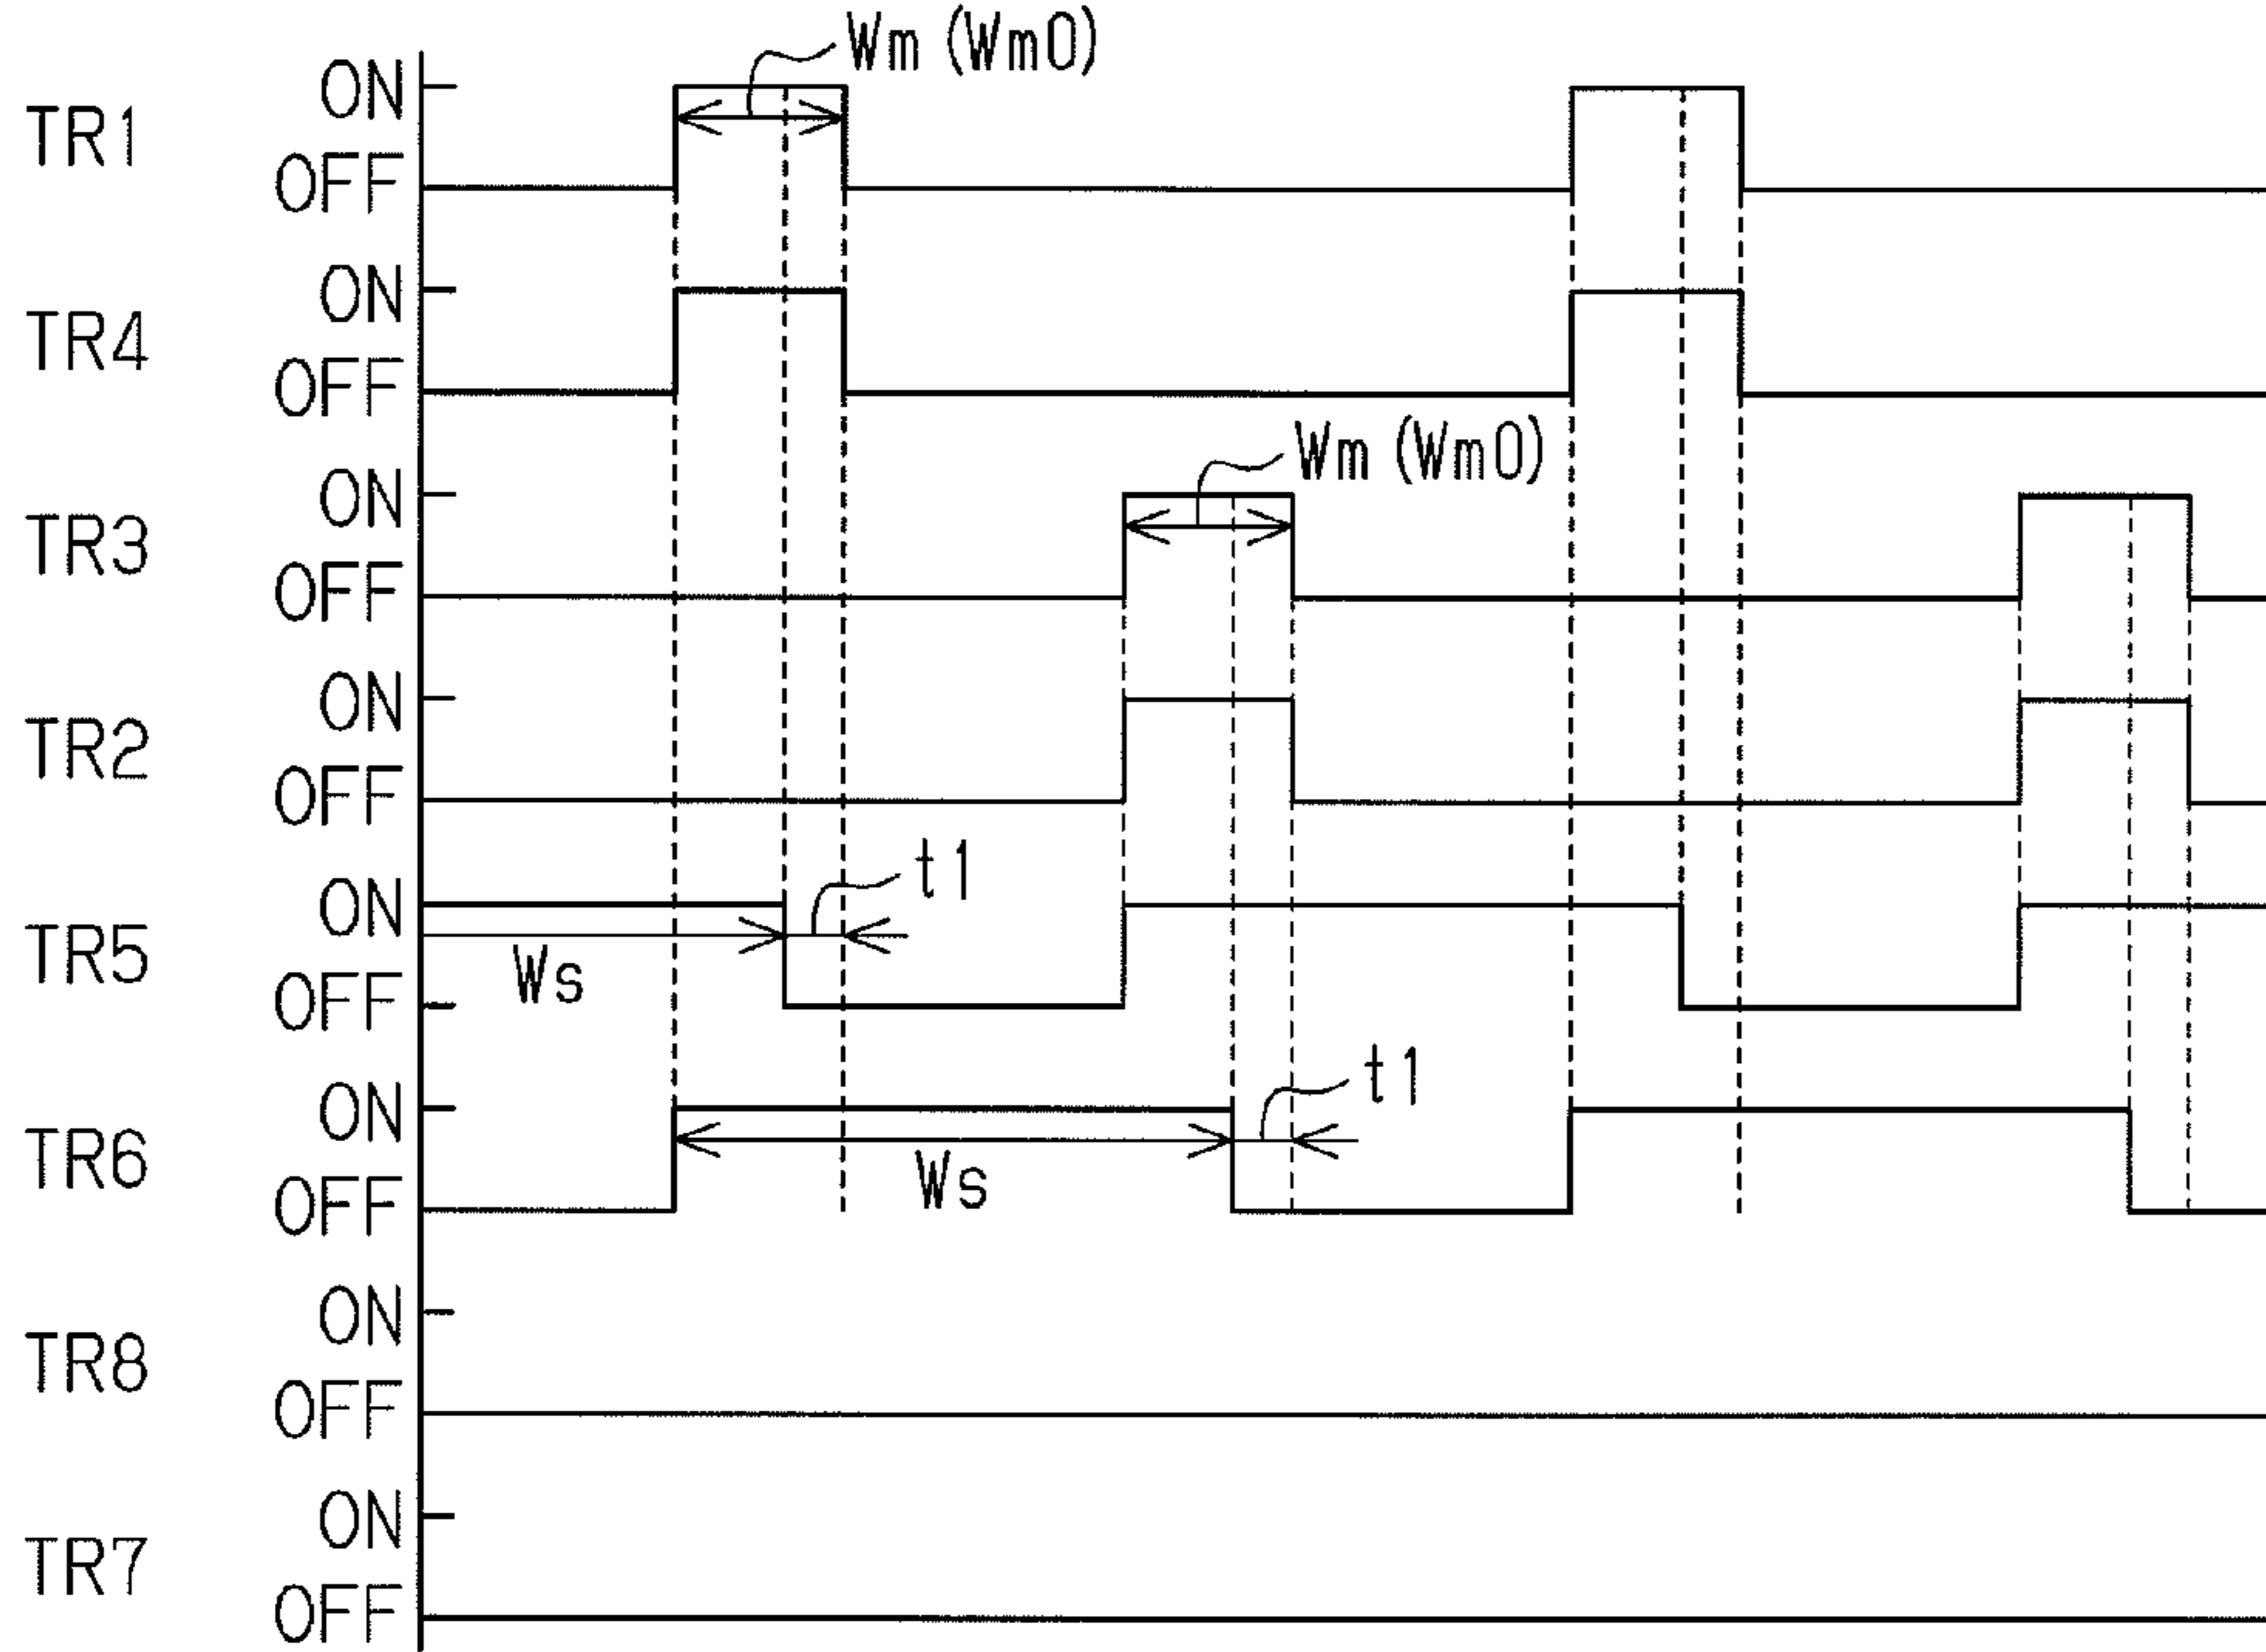 Wm (Wm0)
ON
TR1
OFF
ON
TR4
OFF
Wm (Wm0)
ON
TR3
OFF
ON
TR2
OFF
t1
ON
TR5
Ws
OFF
t1
ON
TR6
Ws
OFF
ON
TR8
OFF
ON
TR7
OFF